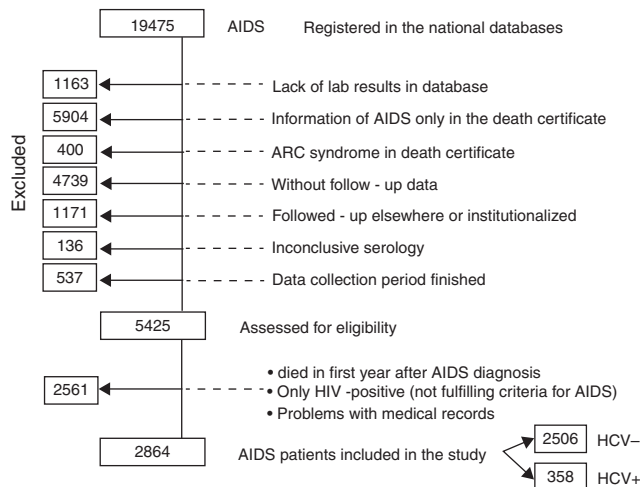 19475 AIDS Registered in the national databases
Excluded
1163 Lack of lab results in database
5904 Information of AIDS only in the death certificate
400 ARC syndrome in death certificate
4739 Without follow - up data
1171 Followed - up elsewhere or institutionalized
136 Inconclusive serology
537 Data collection period finished
5425 Assessed for eligibility
• died in first year after AIDS diagnosis
2561 • Only HIV -positive (not fulfilling criteria for AIDS)
• Problems with medical records
2864 AIDS patients included in the study
2506 HCV–
358 HCV+